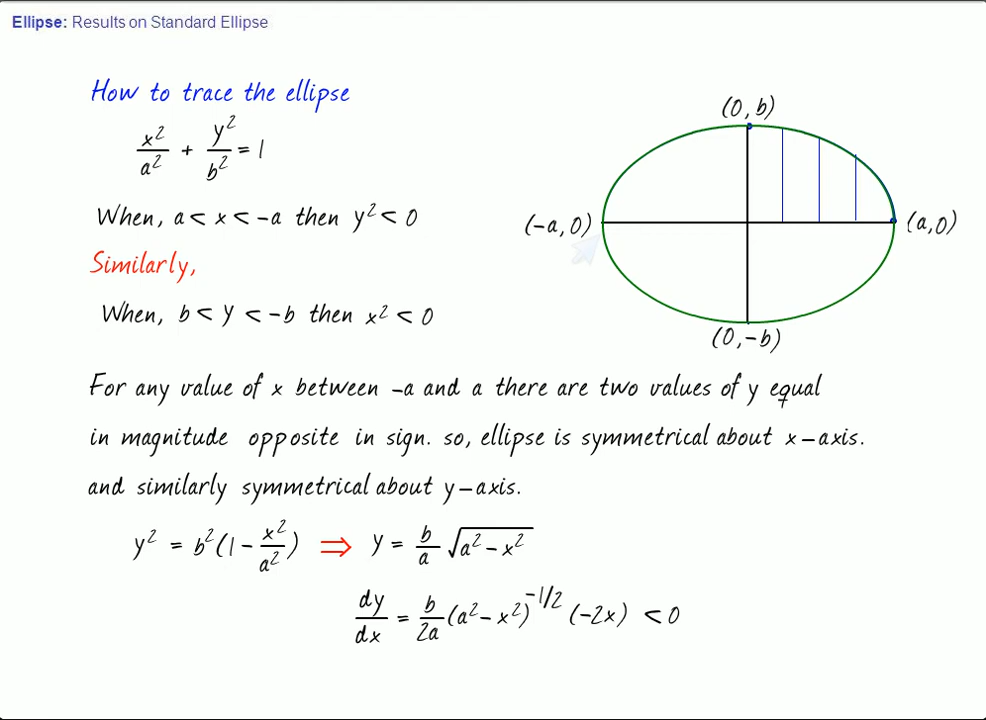 Ellipse: Results on Standard Ellipse
How to trace the ellipse
x²/a² + y²/b² = 1
When, a < x < -a then y² < 0
Similarly,
When, b < y < -b then x² < 0
(0, b)
(-a, 0)
(a, 0)
(0, -b)
For any value of x between -a and a there are two values of y equal
in magnitude opposite in sign. so, ellipse is symmetrical about x-axis.
and similarly symmetrical about y-axis.
y² = b²(1 - x²/a²) ⇒ y = b/a √(a² - x²)
dy/dx = b/2a (a² - x²)^-1/2 (-2x) < 0